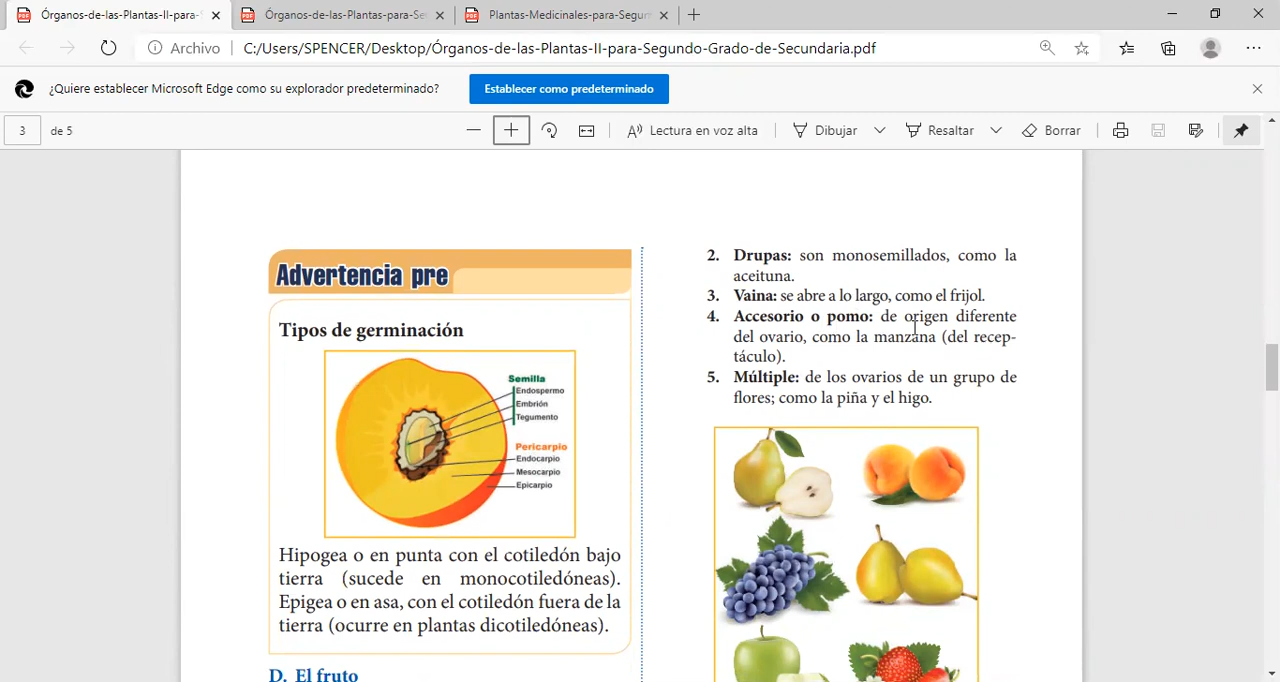 Órganos-de-las-Plantas-II-para-
Órganos-de-las-Plantas-para-Se
Plantas-Medicinales-para-Segun
Archivo
C:/Users/SPENCER/Desktop/Órganos-de-las-Plantas-II-para-Segundo-Grado-de-Secundaria.pdf
¿Quiere establecer Microsoft Edge como su explorador predeterminado?
Establecer como predeterminado
3 de 5
Lectura en voz alta
Dibujar
Resaltar
Borrar
Advertencia pre
Tipos de germinación
Semilla
Endospermo
Embrión
Tegumento
Pericarpio
Endocarpio
Mesocarpio
Epicarpio
Hipogea o en punta con el cotiledón bajo
tierra (sucede en monocotiledóneas).
Epigea o en asa, con el cotiledón fuera de la
tierra (ocurre en plantas dicotiledóneas).
D. El fruto
2. Drupas: son monosemillados, como la
aceituna.
3. Vaina: se abre a lo largo, como el frijol.
4. Accesorio o pomo: de origen diferente
del ovario, como la manzana (del recep-
táculo).
5. Múltiple: de los ovarios de un grupo de
flores; como la piña y el higo.